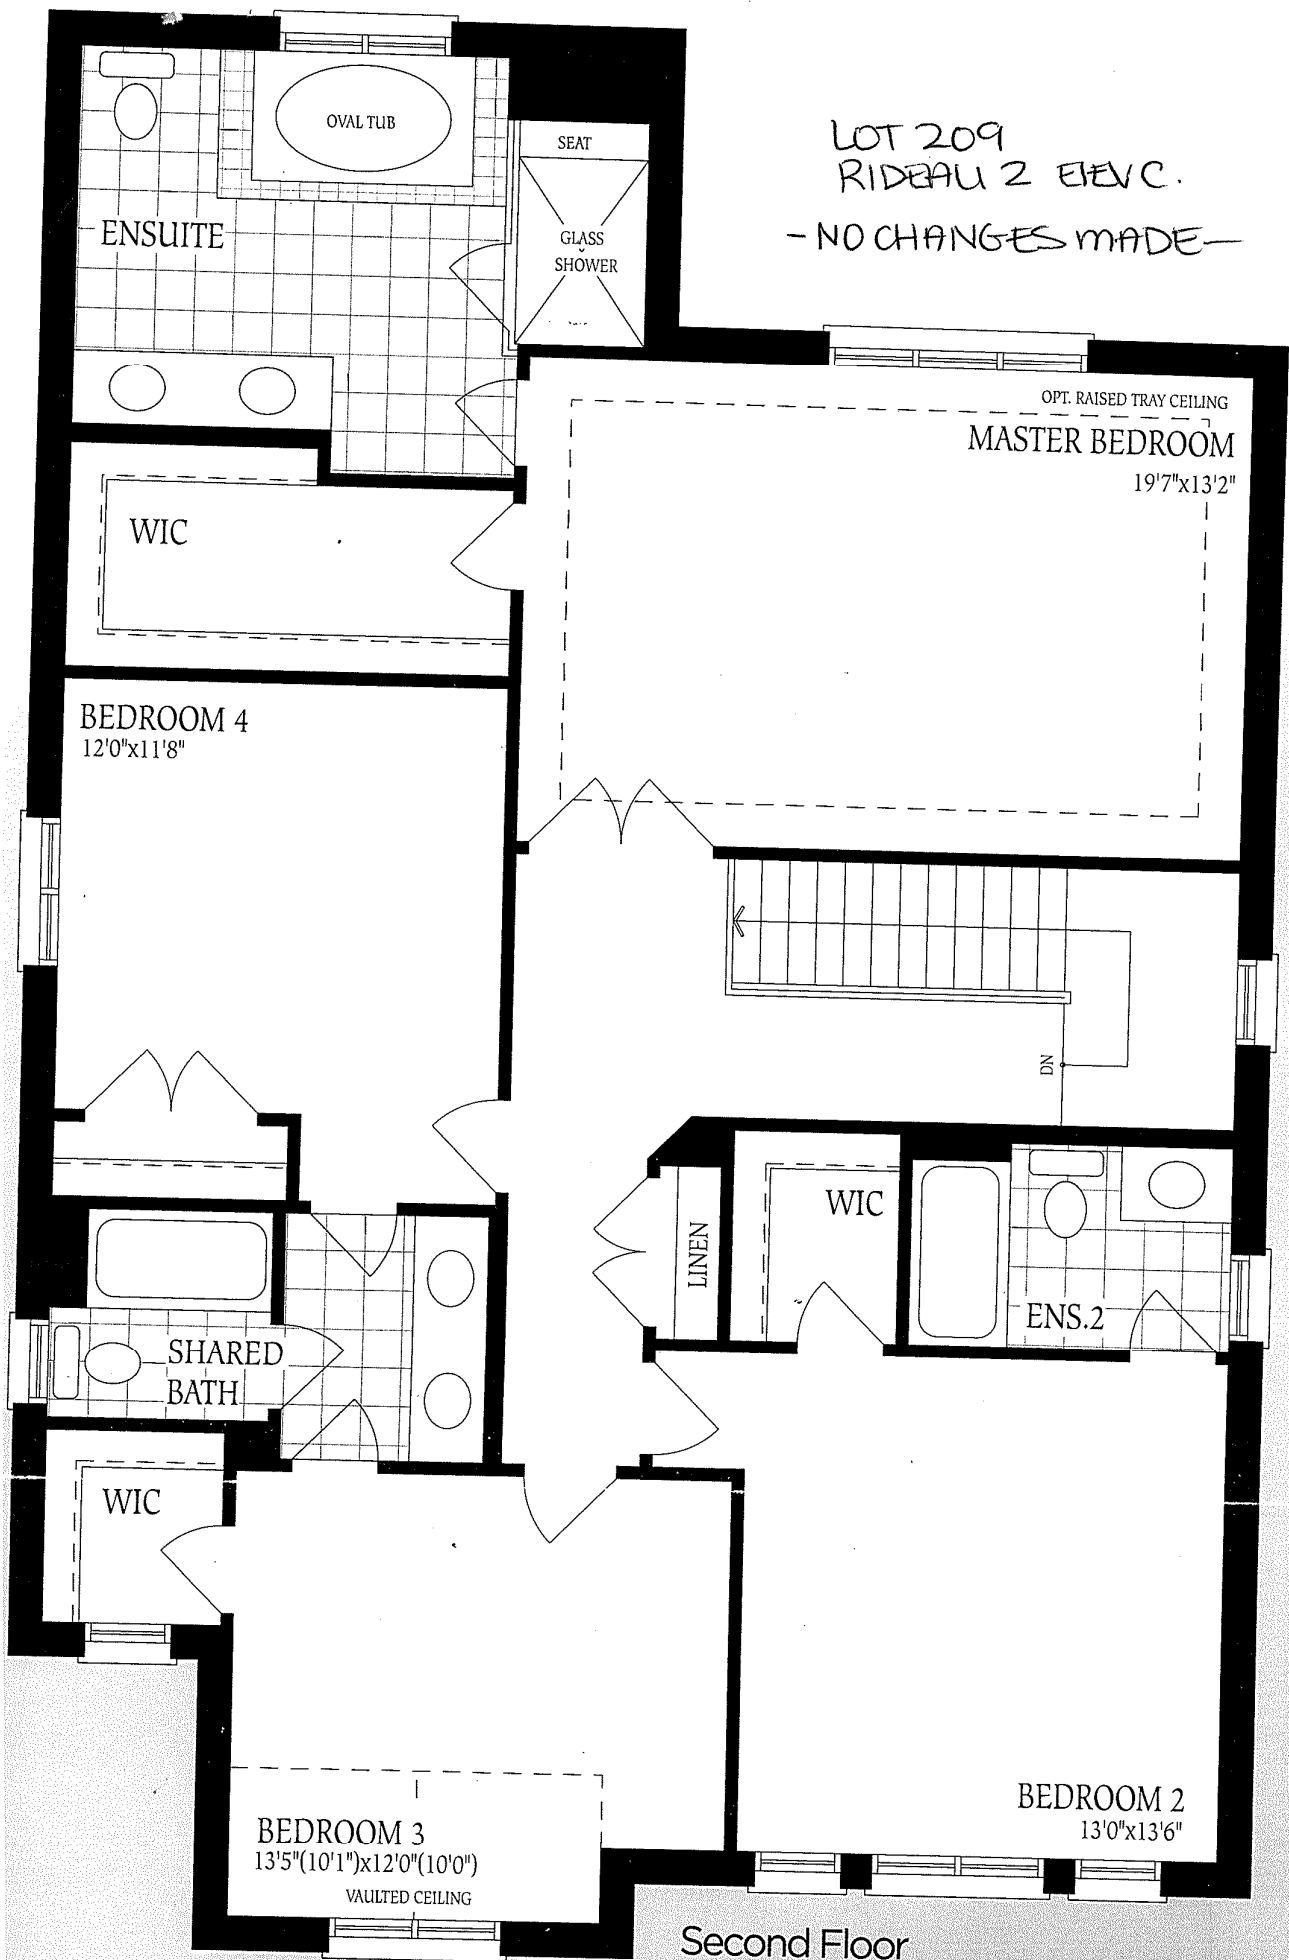 OVAL TUB
SEAT
GLASS
SHOWER
ENSUITE
LOT 209
RIDEAU 2 ELEV C.
- NO CHANGES MADE -
OPT. RAISED TRAY CEILING
MASTER BEDROOM
19'7"x13'2"
WIC
BEDROOM 4
12'0"x11'8"
DN
WIC
LINEN
ENS.2
SHARED
BATH
WIC
BEDROOM 2
13'0"x13'6"
BEDROOM 3
13'5"(10'1")x12'0"(10'0")
VAULTED CEILING
Second Floor